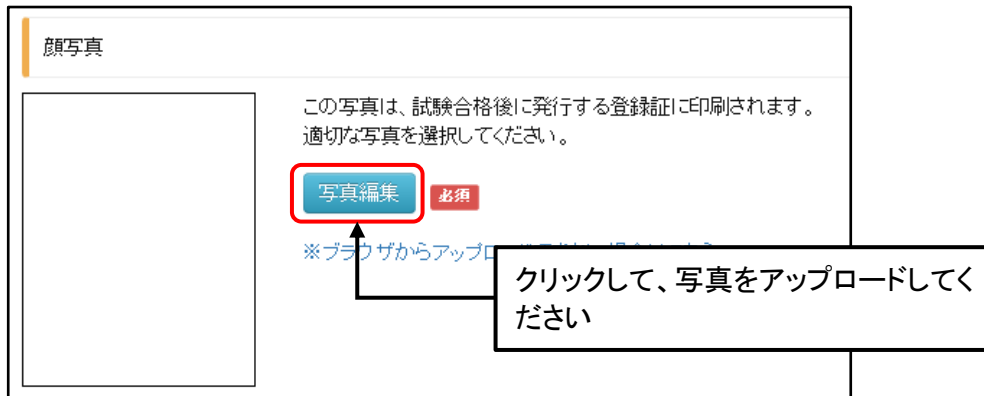 顔写真
この写真は、試験合格後に発行する登録証に印刷されます。
適切な写真を選択してください。
写真編集 必須
※ブラウザからアップロ
クリックして、写真をアップロードしてく
ださい